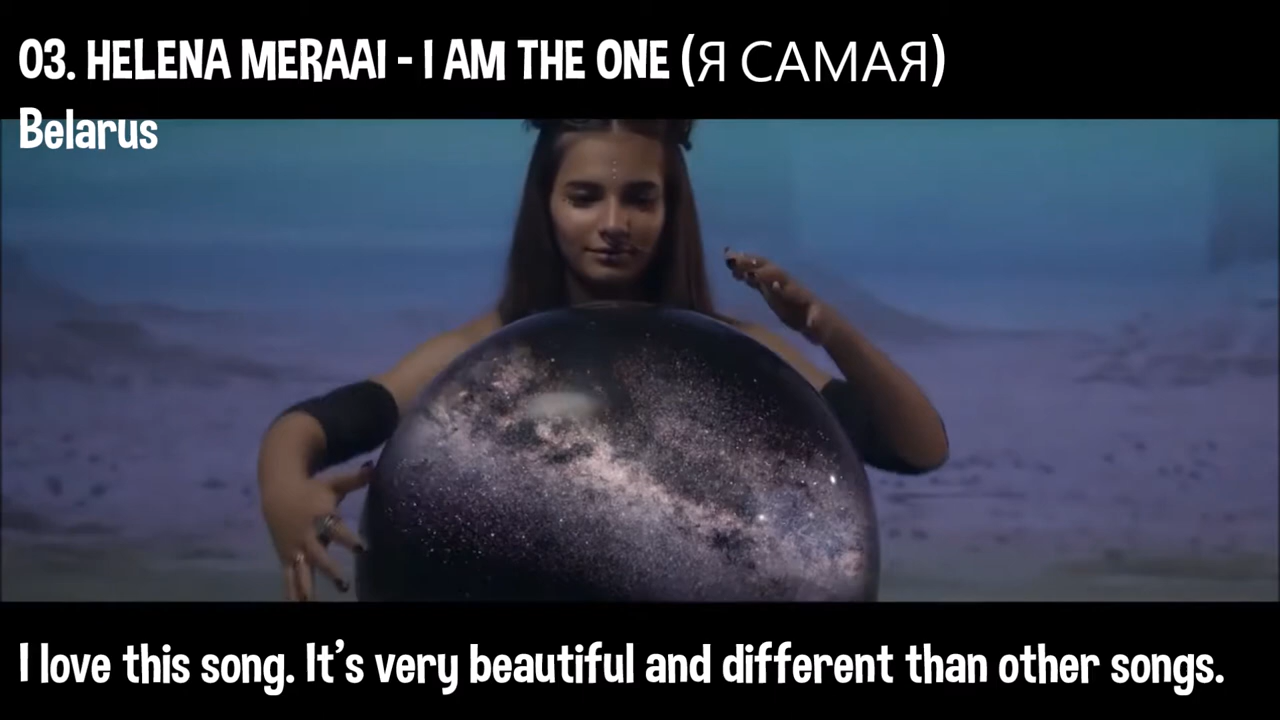 03. HELENA MERAAI - I AM THE ONE (Я САМАЯ)
Belarus
I love this song. It's very beautiful and different than other songs.